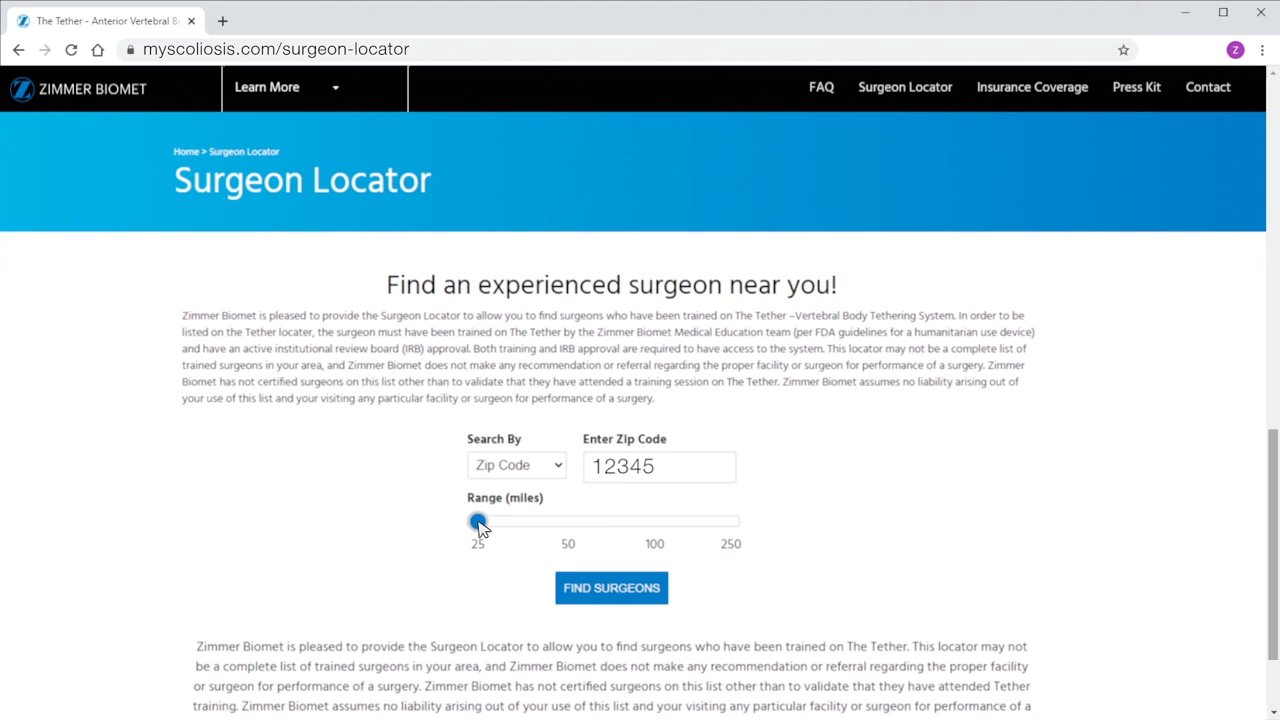 The Tether - Anterior Vertebral B
myscoliosis.com/surgeon-locator
Z
ZIMMER BIOMET
Learn More
FAQ
Surgeon Locator
Insurance Coverage
Press Kit
Contact
Home > Surgeon Locator
Surgeon Locator
Find an experienced surgeon near you!
Zimmer Biomet is pleased to provide the Surgeon Locator to allow you to find surgeons who have been trained on The Tether –Vertebral Body Tethering System. In order to be
listed on the Tether locater, the surgeon must have been trained on The Tether by the Zimmer Biomet Medical Education team (per FDA guidelines for a humanitarian use device)
and have an active institutional review board (IRB) approval. Both training and IRB approval are required to have access to the system. This locator may not be a complete list of
trained surgeons in your area, and Zimmer Biomet does not make any recommendation or referral regarding the proper facility or surgeon for performance of a surgery. Zimmer
Biomet has not certified surgeons on this list other than to validate that they have attended a training session on The Tether. Zimmer Biomet assumes no liability arising out of
your use of this list and your visiting any particular facility or surgeon for performance of a surgery.
Search By
Enter Zip Code
Zip Code
12345
Range (miles)
25 50 100 250
FIND SURGEONS
Zimmer Biomet is pleased to provide the Surgeon Locator to allow you to find surgeons who have been trained on The Tether. This locator may not
be a complete list of trained surgeons in your area, and Zimmer Biomet does not make any recommendation or referral regarding the proper facility
or surgeon for performance of a surgery. Zimmer Biomet has not certified surgeons on this list other than to validate that they have attended Tether
training. Zimmer Biomet assumes no liability arising out of your use of this list and your visiting any particular facility or surgeon for performance of a